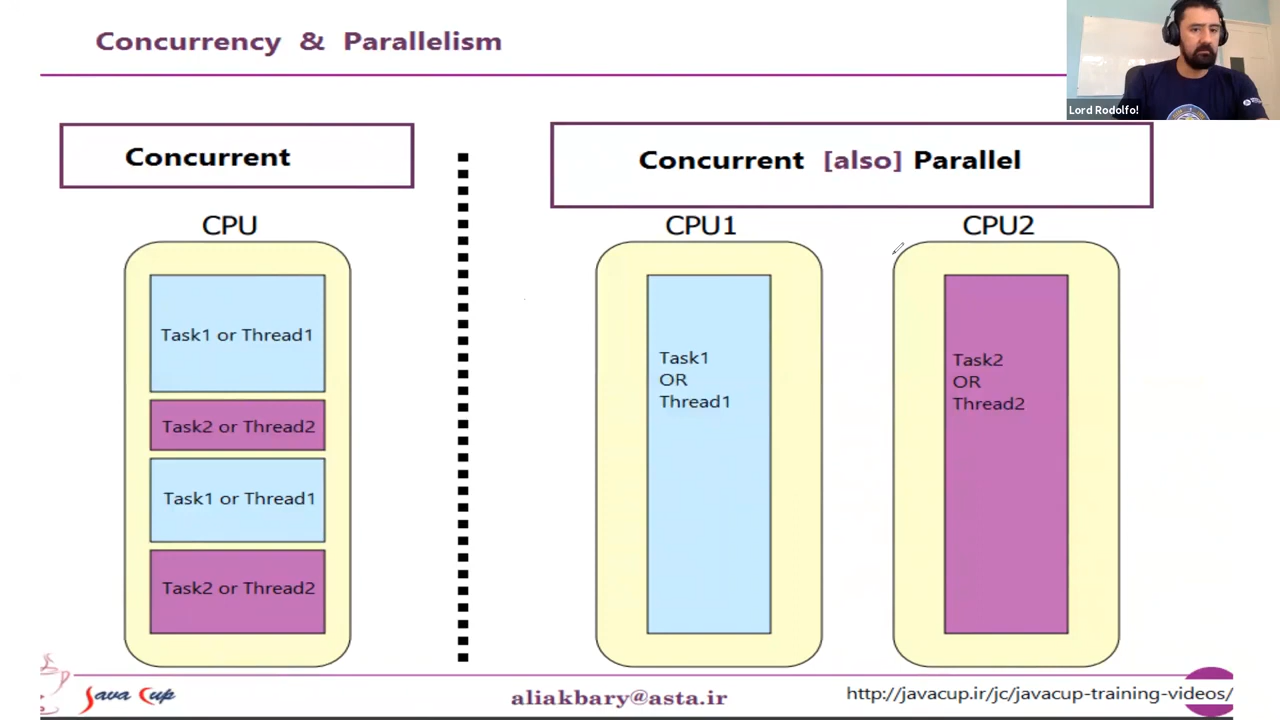 Concurrency & Parallelism
Lord Rodolfo!
Concurrent
Concurrent [also] Parallel
CPU
CPU1
CPU2
Task1 or Thread1
Task2 or Thread2
Task1 or Thread1
Task2 or Thread2
Task1
OR
Thread1
Task2
OR
Thread2
Java Cup
aliakbary@asta.ir
http://javacup.ir/jc/javacup-training-videos/